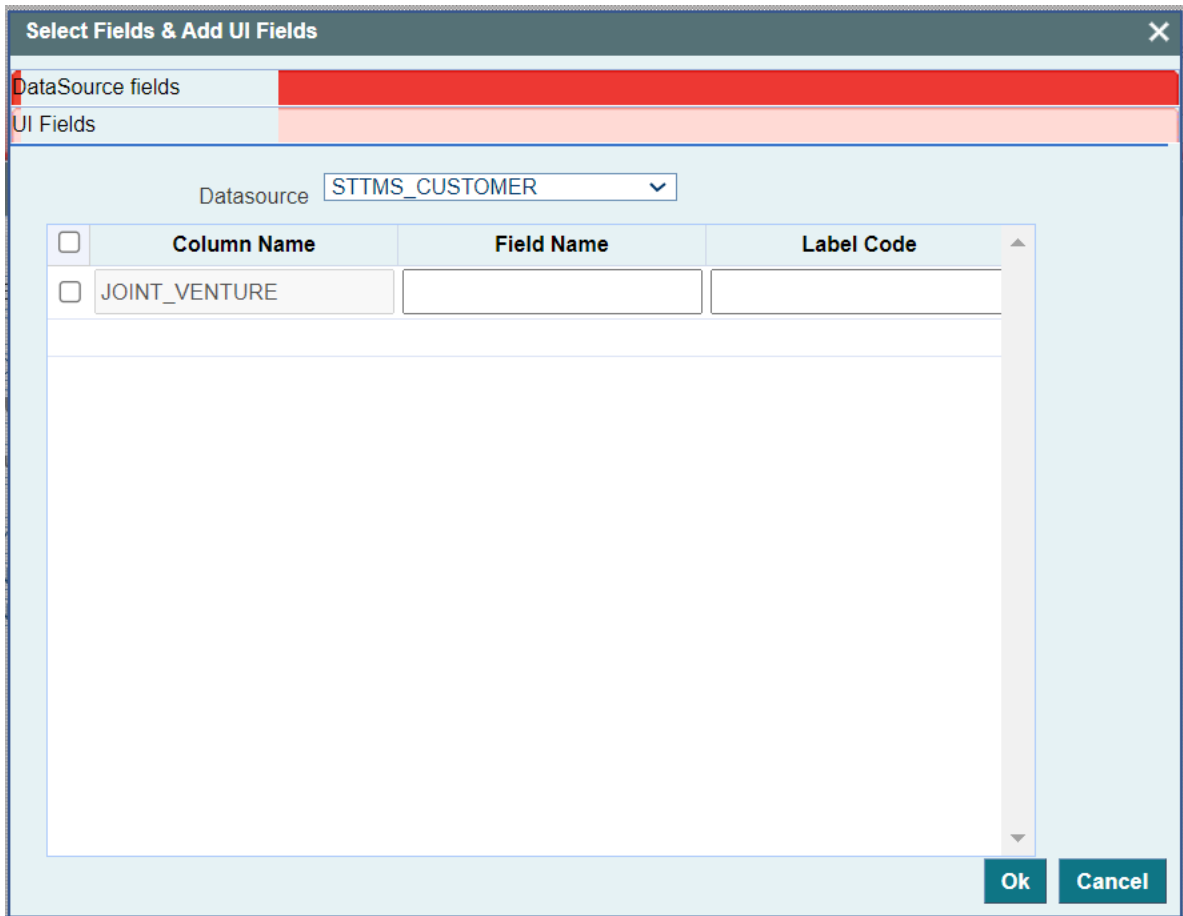 Select Fields & Add UI Fields
DataSource fields
UI Fields
Datasource STTMS_CUSTOMER
Column Name Field Name Label Code
JOINT_VENTURE
Ok Cancel